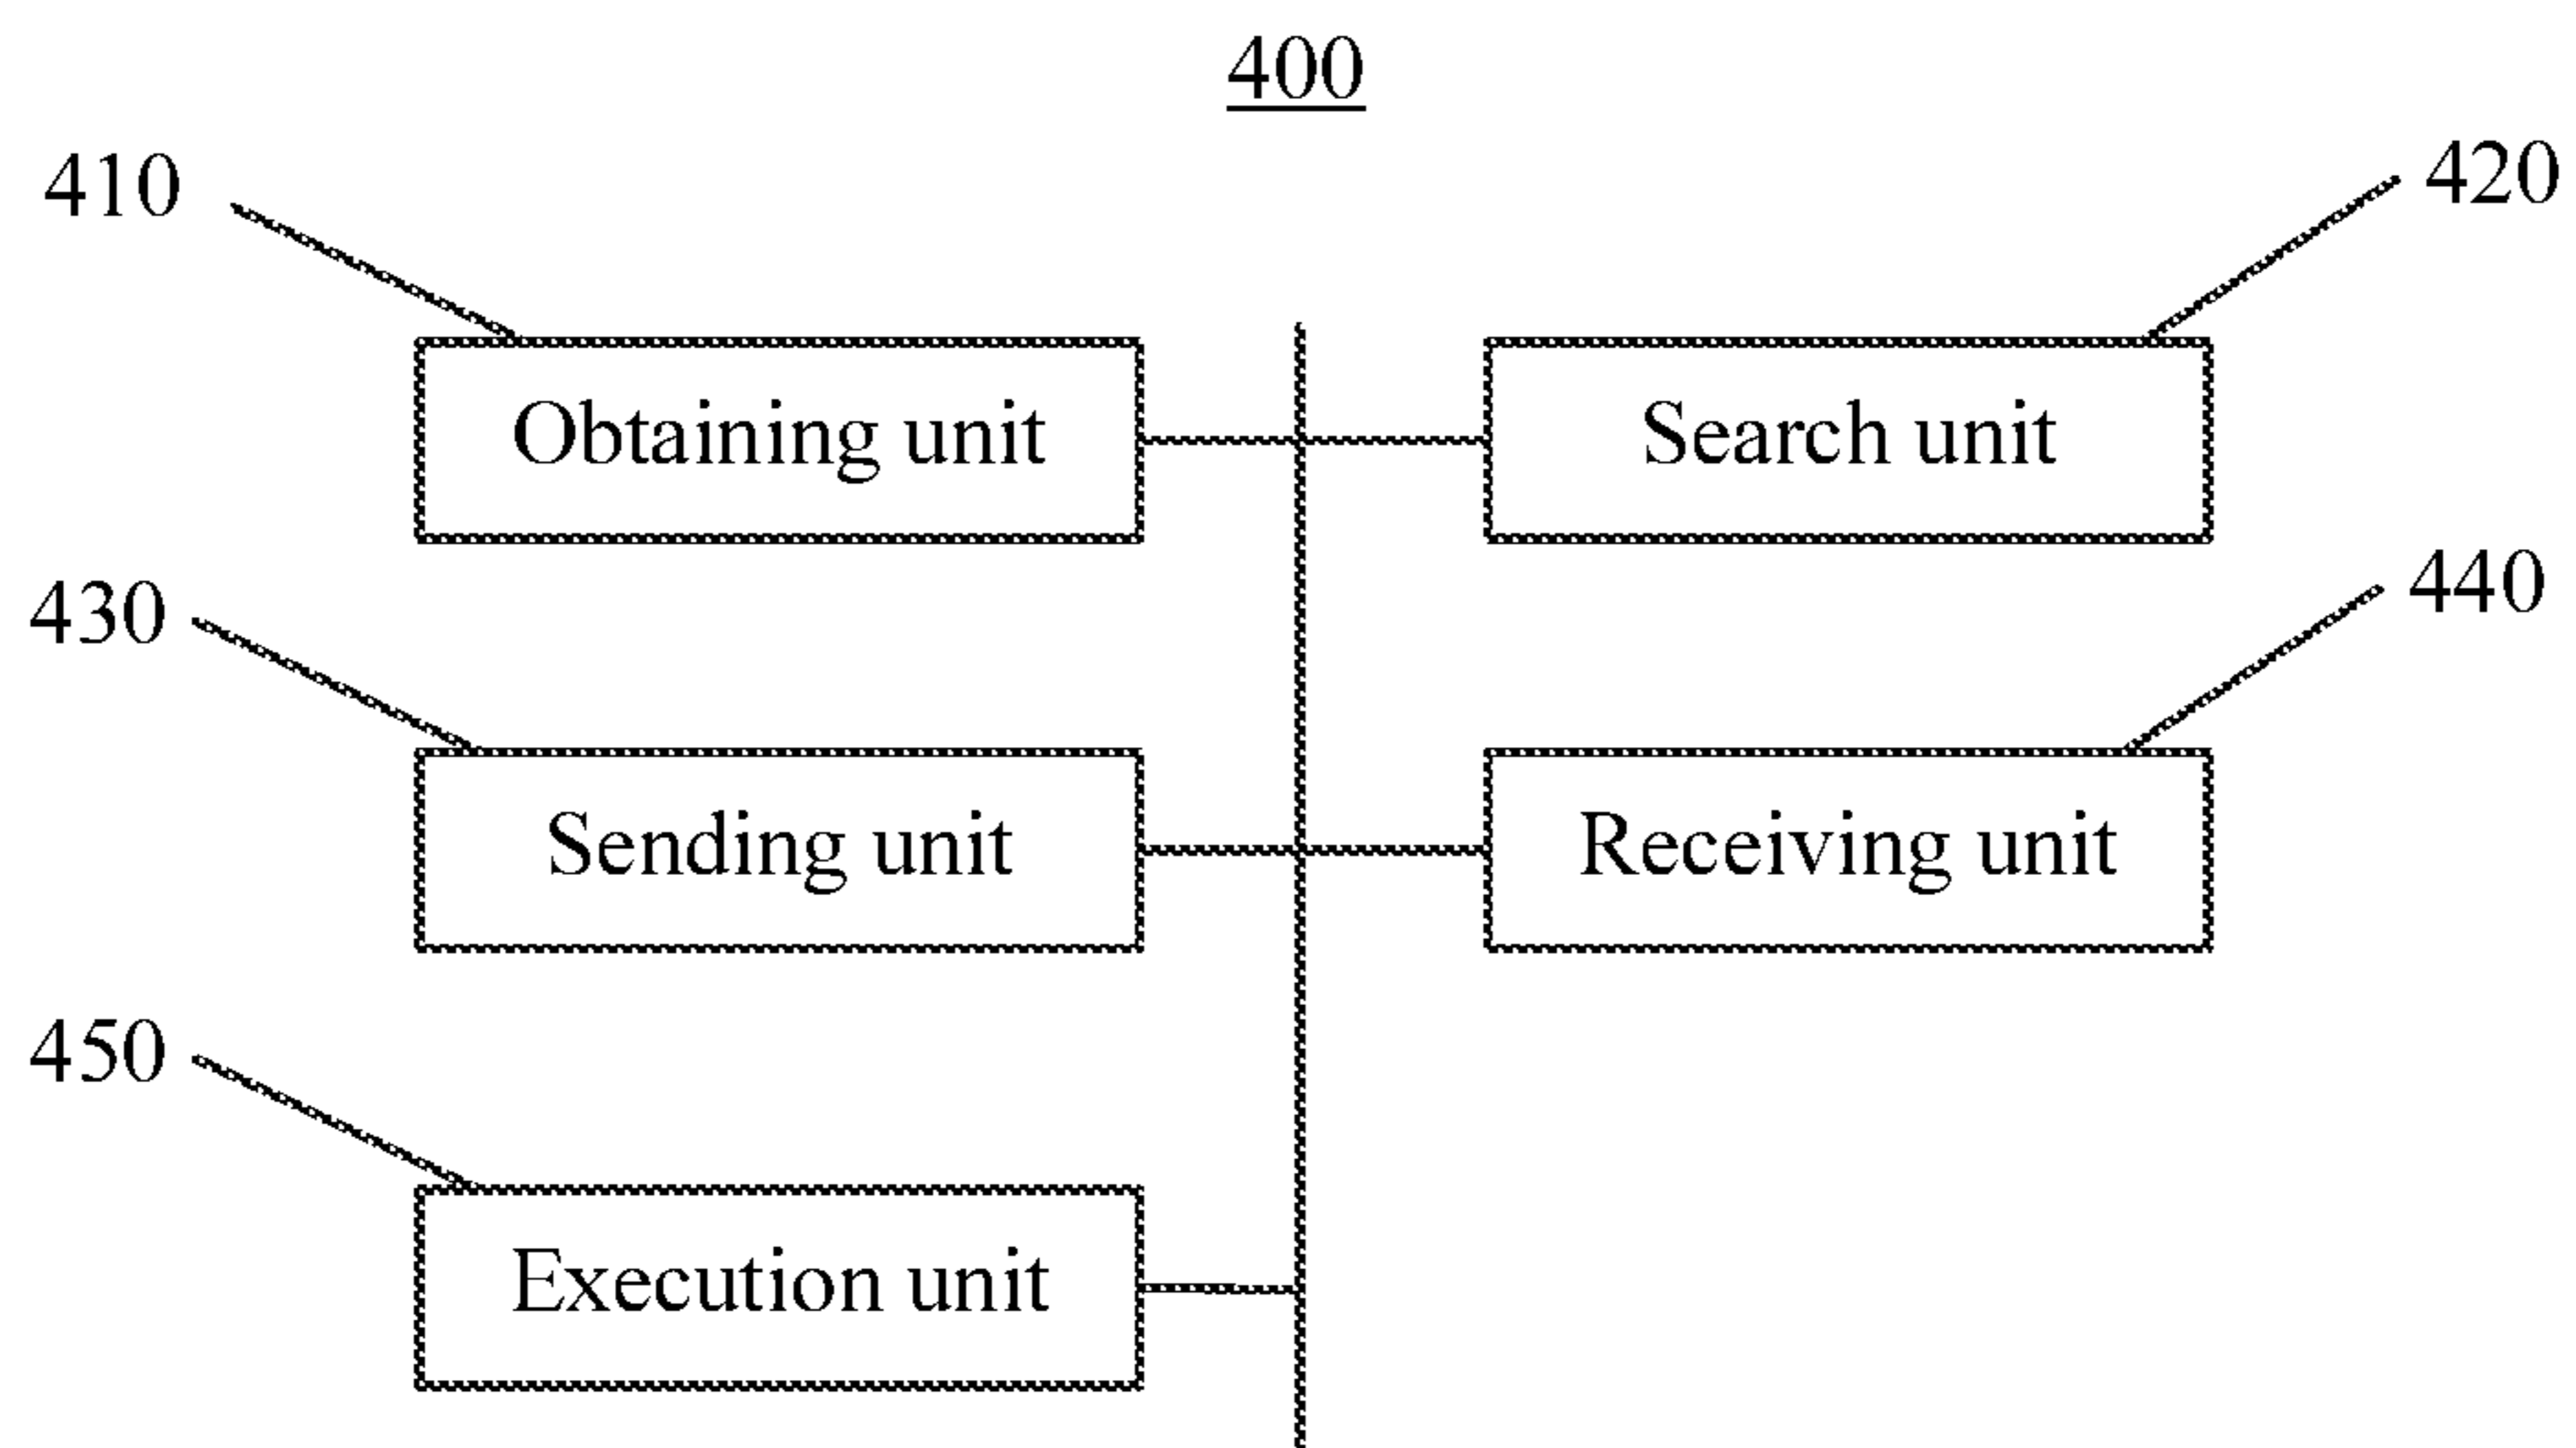 400
410
420
Obtaining unit
Search unit
430
440
Sending unit
Receiving unit
450
Execution unit